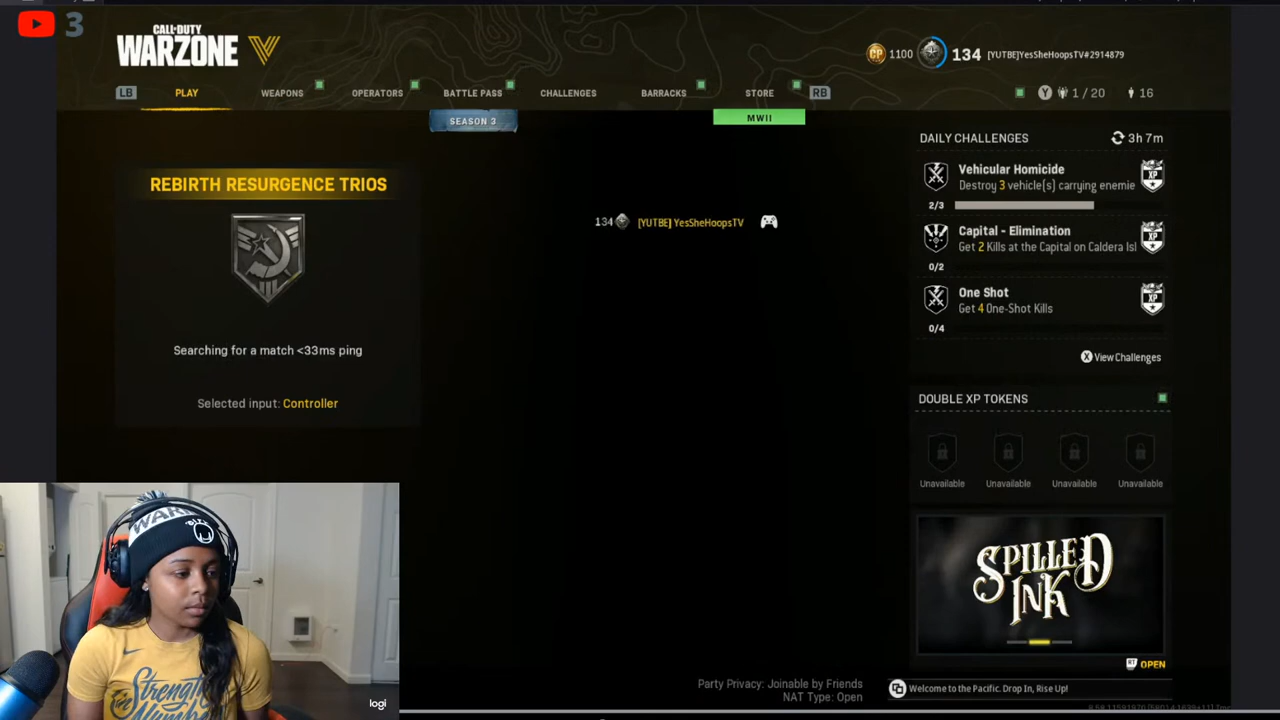 3
CALL OF DUTY
WARZONE
1100
134
[YUTBE]YesSheHoopsTV#2914879
LB
PLAY
WEAPONS
OPERATORS
BATTLE PASS
CHALLENGES
BARRACKS
STORE
RB
Y
1 / 20
16
SEASON 3
MWII
REBIRTH RESURGENCE TRIOS
Searching for a match <33ms ping
Selected input: Controller
134
[YUTBE] YesSheHoopsTV
DAILY CHALLENGES
3h 7m
Vehicular Homicide
Destroy 3 vehicle(s) carrying enemie
2/3
XP
Capital - Elimination
Get 2 Kills at the Capital on Caldera Isl
0/2
XP
One Shot
Get 4 One-Shot Kills
0/4
XP
X View Challenges
DOUBLE XP TOKENS
Unavailable
Unavailable
Unavailable
Unavailable
SPILLED
INK
OPEN
Party Privacy: Joinable by Friends
NAT Type: Open
Welcome to the Pacific. Drop In, Rise Up!
Strength
logi